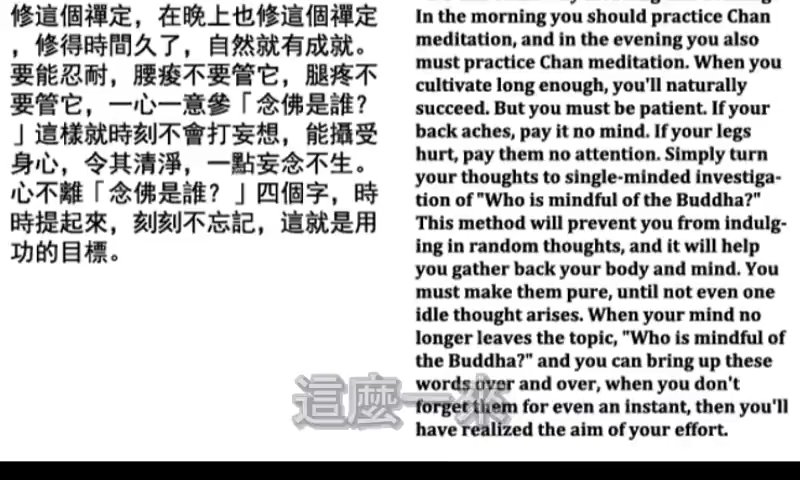 修這個禪定，在晚上也修這個禪定
，修得時間久了，自然就有成就。
要能忍耐，腰痠不要管它，腿疼不
要管它，一心一意參「念佛是誰？
」這樣就時刻不會打妄想，能攝受
身心，令其清淨，一點妄念不生。
心不離「念佛是誰？」四個字，時
時提起來，刻刻不忘記，這就是用
功的目標。
In the morning you should practice Chan
meditation, and in the evening you also
must practice Chan meditation. When you
cultivate long enough, you'll naturally
succeed. But you must be patient. If your
back aches, pay it no mind. If your legs
hurt, pay them no attention. Simply turn
your thoughts to single-minded investiga-
tion of "Who is mindful of the Buddha?"
This method will prevent you from indulg-
ing in random thoughts, and it will help
you gather back your body and mind. You
must make them pure, until not even one
idle thought arises. When your mind no
longer leaves the topic, "Who is mindful of
the Buddha?" and you can bring up these
words over and over, when you don't
forget them for even an instant, then you'll
have realized the aim of your effort.
這麼一來